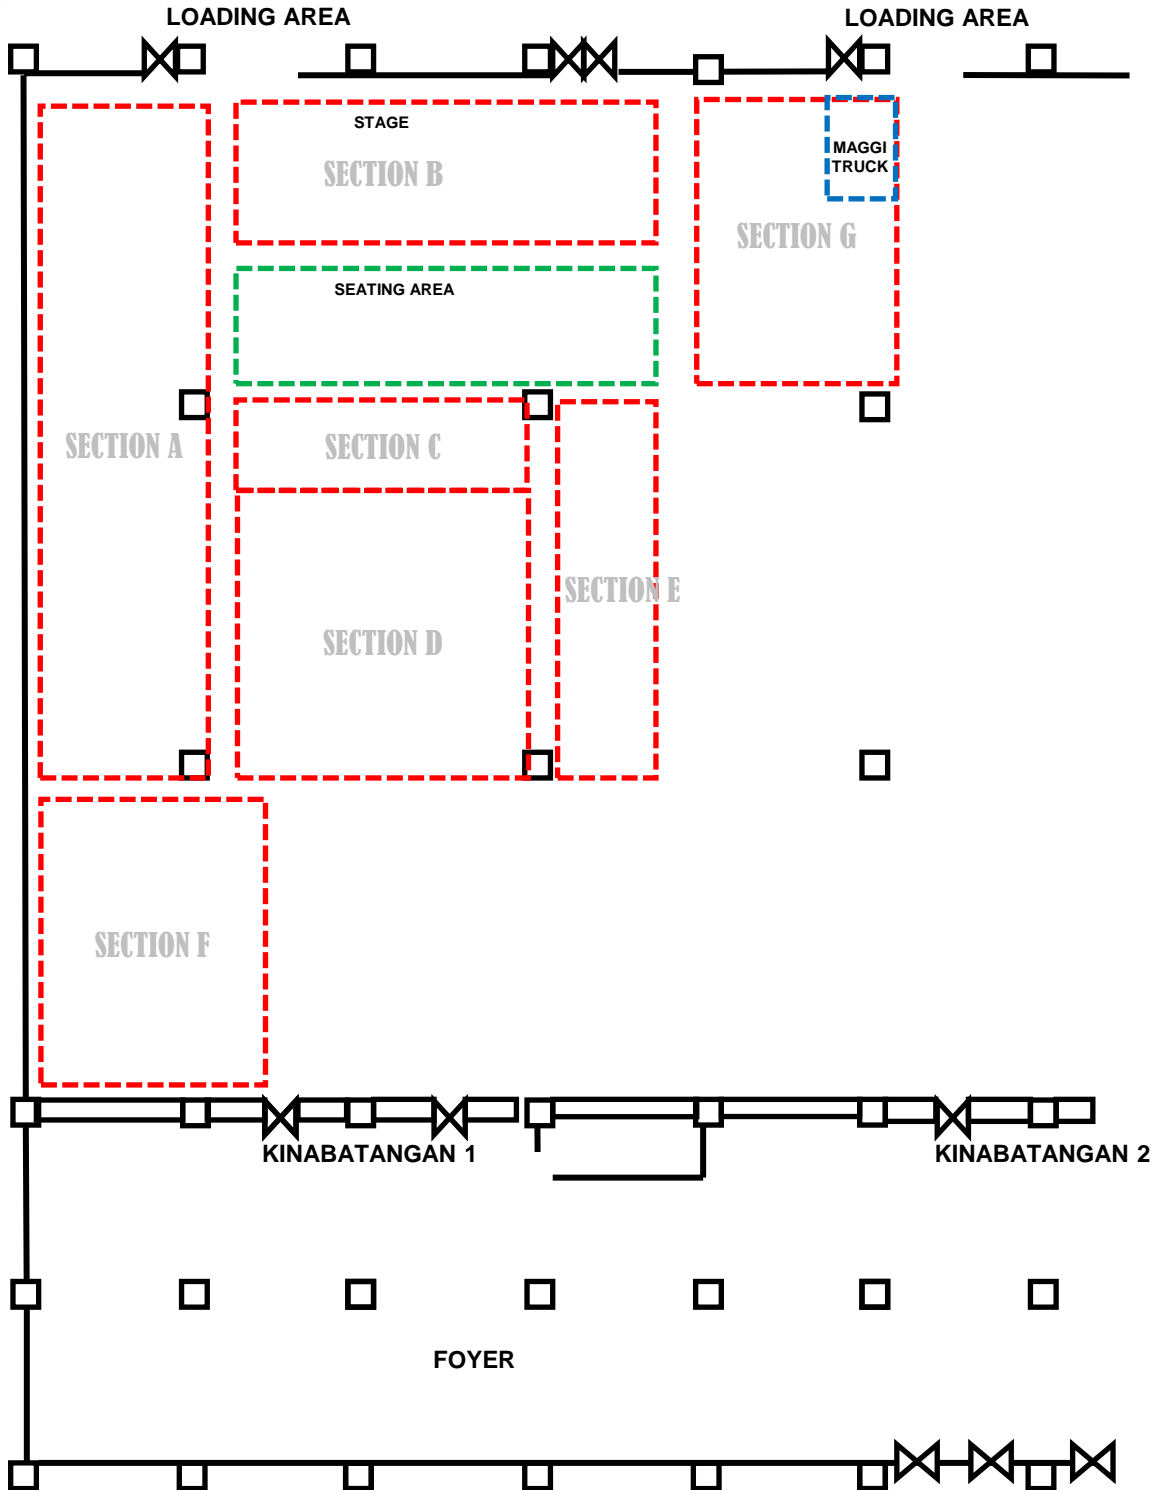 LOADING AREA
LOADING AREA
STAGE
SECTION B
MAGGI
TRUCK
SECTION G
SEATING AREA
SECTION A
SECTION C
SECTION E
SECTION D
SECTION F
KINABATANGAN 1
KINABATANGAN 2
FOYER